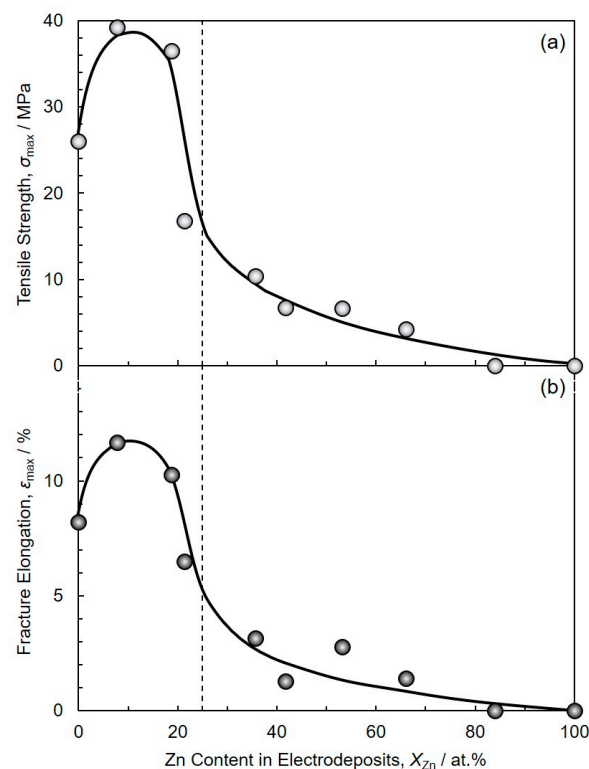 (a)
40
30
20
10
0
Tensile Strength, σmax / MPa
(b)
10
5
0
Fracture Elongation, εmax / %
0 20 40 60 80 100
Zn Content in Electrodeposits, XZn / at.%